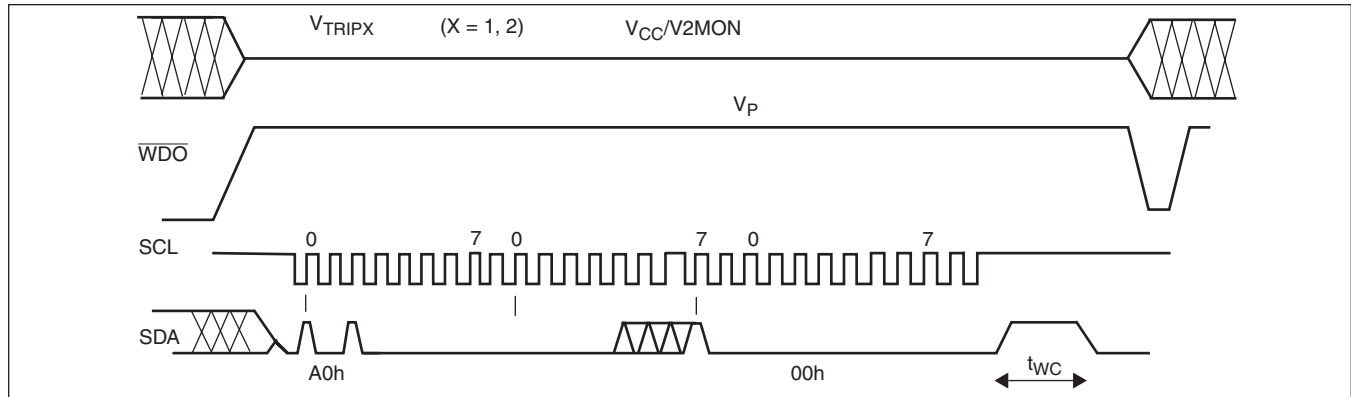 VTRIPX (X = 1, 2) VCC/V2MON
VP
WDO
SCL 0 7 0 7 0 7
SDA
A0h 00h tWC